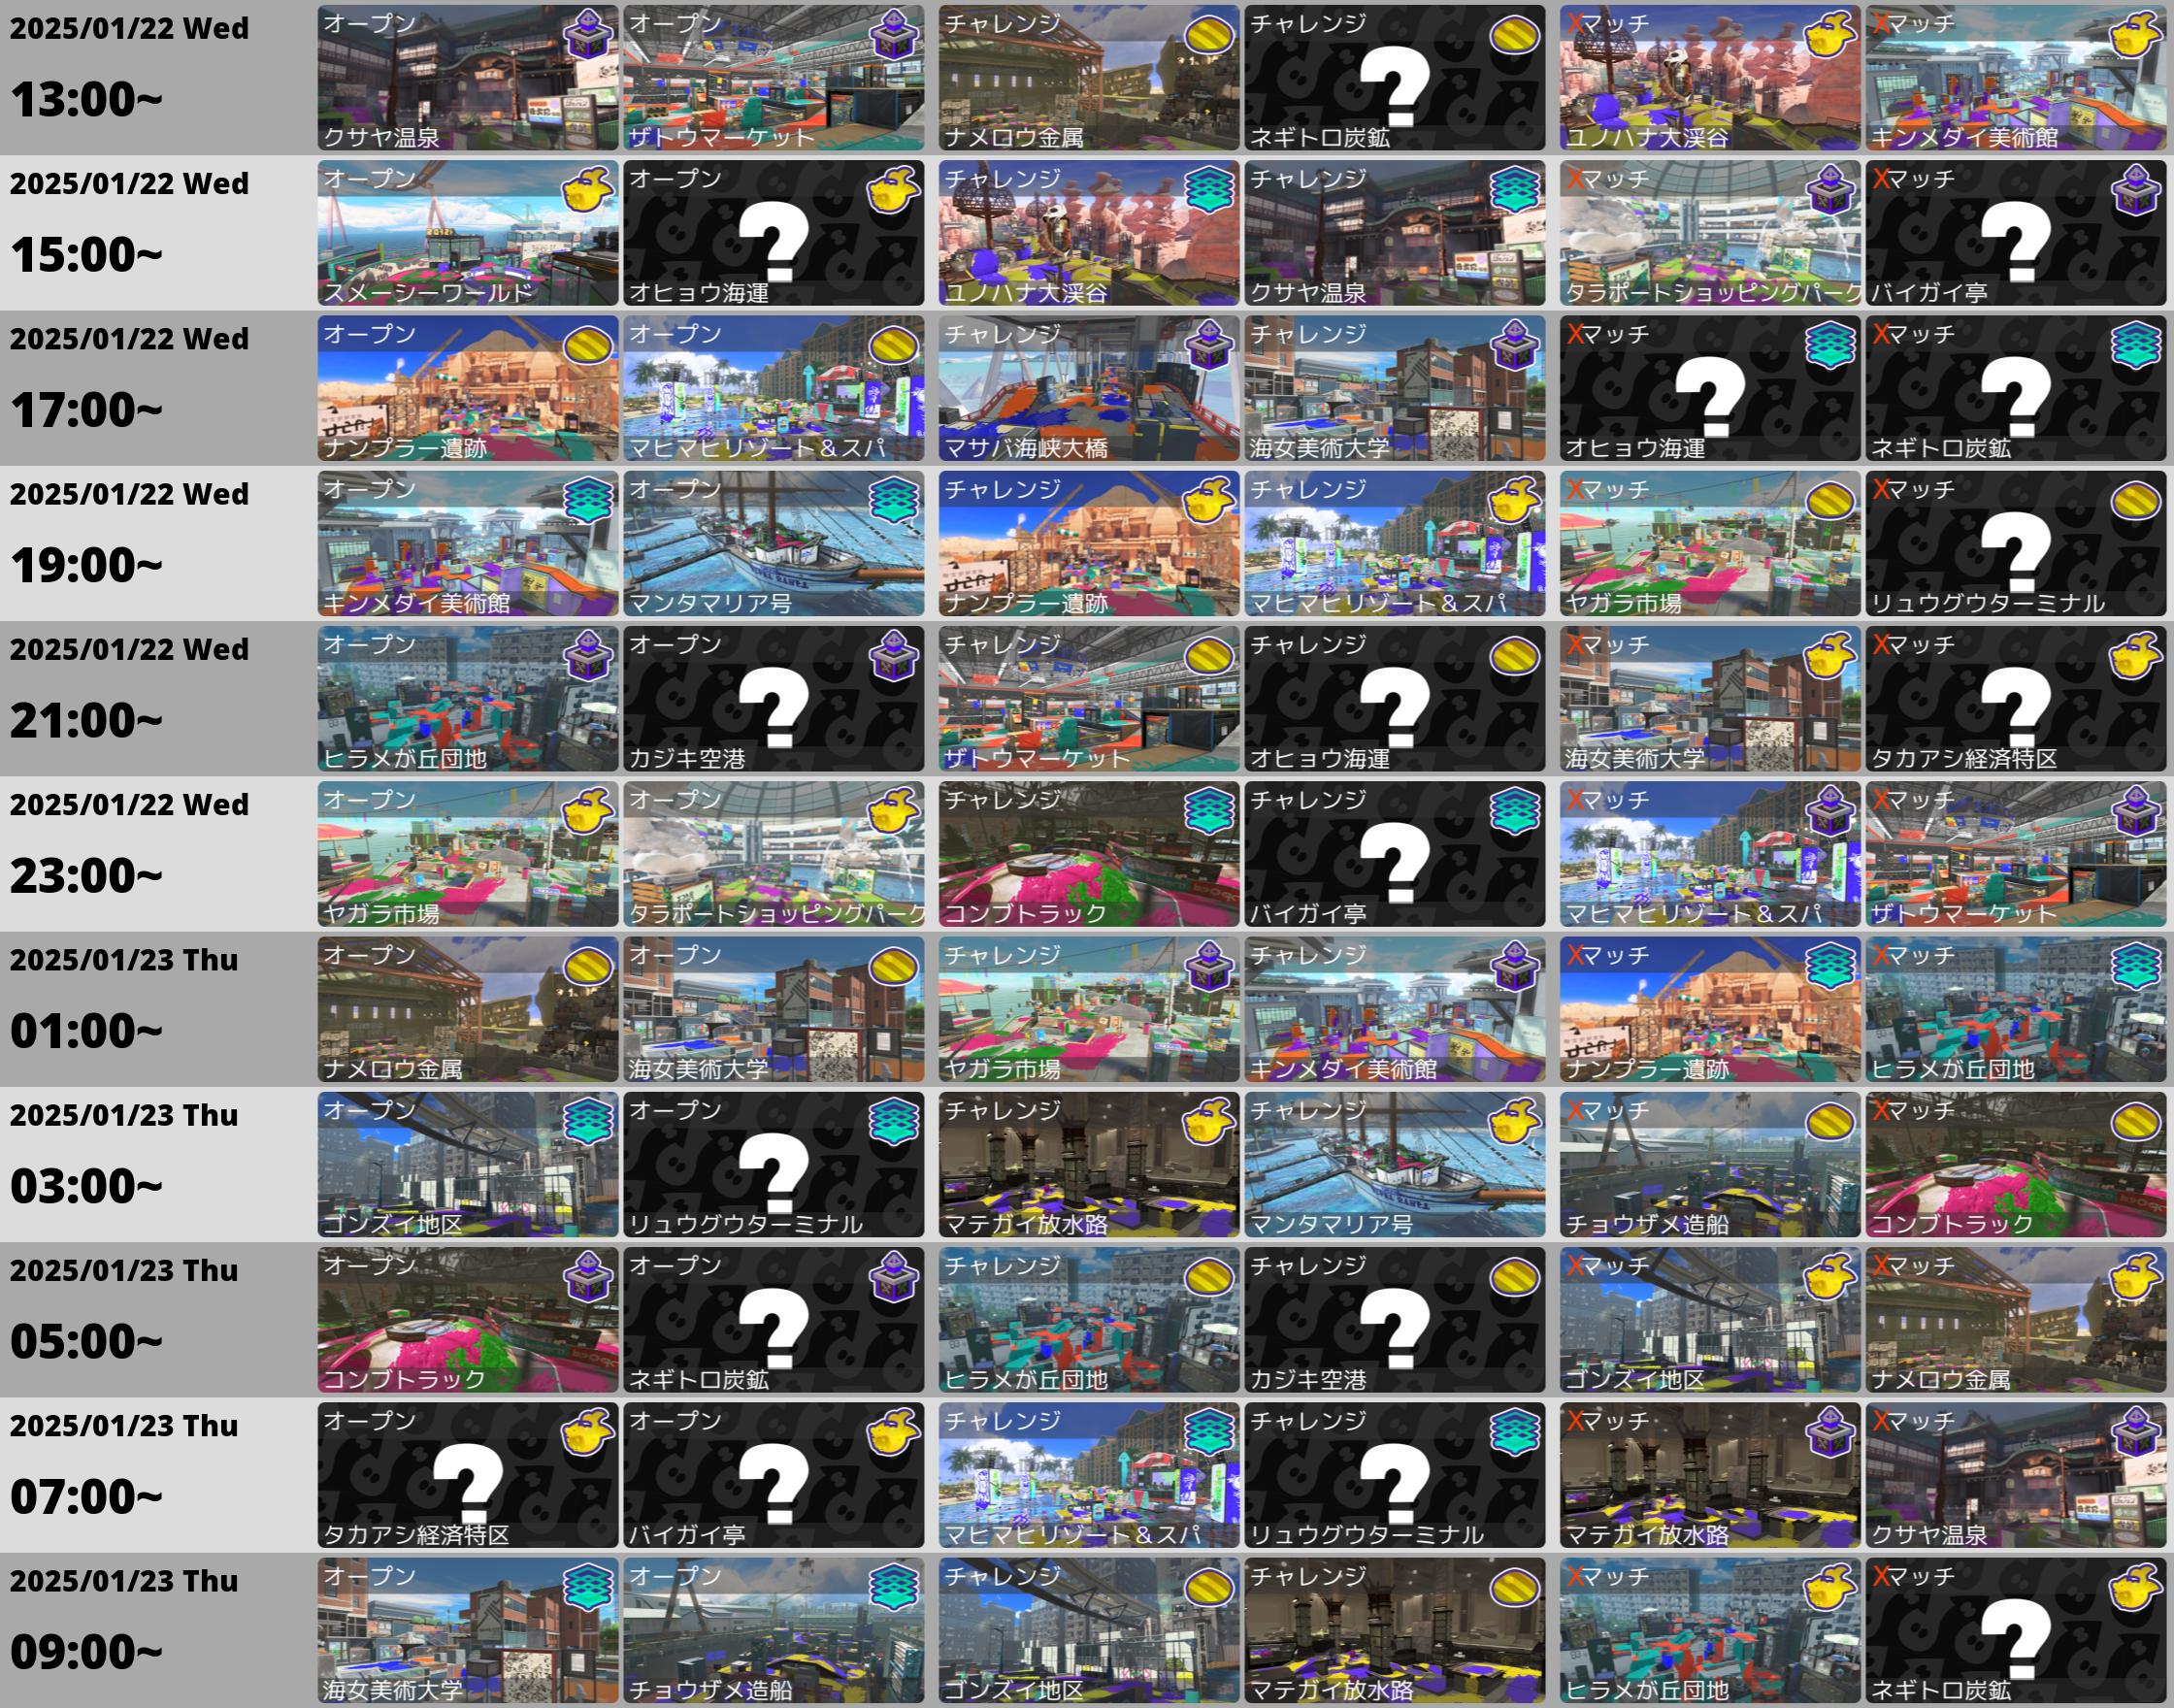 2025/01/22 Wed
13:00~
オープン
クサヤ温泉
オープン
ザトウマーケット
チャレンジ
ナメロウ金属
チャレンジ
?
ネギトロ炭鉱
Xマッチ
ユノハナ大渓谷
Xマッチ
キンメダイ美術館
2025/01/22 Wed
15:00~
オープン
スメーシーワールド
オープン
?
オヒョウ海運
チャレンジ
ユノハナ大渓谷
チャレンジ
クサヤ温泉
Xマッチ
タラポートショッピングパーク
Xマッチ
?
バイガイ亭
2025/01/22 Wed
17:00~
オープン
ナンプラー遺跡
オープン
マヒマヒリゾート＆スパ
チャレンジ
マサバ海峡大橋
チャレンジ
海女美術大学
Xマッチ
?
オヒョウ海運
Xマッチ
?
ネギトロ炭鉱
2025/01/22 Wed
19:00~
オープン
キンメダイ美術館
オープン
マンタマリア号
チャレンジ
ナンプラー遺跡
チャレンジ
マヒマヒリゾート＆スパ
Xマッチ
ヤガラ市場
Xマッチ
?
リュウグウターミナル
2025/01/22 Wed
21:00~
オープン
ヒラメが丘団地
オープン
?
カジキ空港
チャレンジ
ザトウマーケット
チャレンジ
?
オヒョウ海運
Xマッチ
海女美術大学
Xマッチ
?
タカアシ経済特区
2025/01/22 Wed
23:00~
オープン
ヤガラ市場
オープン
タラポートショッピングパーク
チャレンジ
コンブトラック
チャレンジ
?
バイガイ亭
Xマッチ
マヒマヒリゾート＆スパ
Xマッチ
ザトウマーケット
2025/01/23 Thu
01:00~
オープン
ナメロウ金属
オープン
海女美術大学
チャレンジ
ヤガラ市場
チャレンジ
キンメダイ美術館
Xマッチ
ナンプラー遺跡
Xマッチ
ヒラメが丘団地
2025/01/23 Thu
03:00~
オープン
ゴンズイ地区
オープン
?
リュウグウターミナル
チャレンジ
マテガイ放水路
チャレンジ
マンタマリア号
Xマッチ
チョウザメ造船
Xマッチ
コンブトラック
2025/01/23 Thu
05:00~
オープン
コンブトラック
オープン
?
ネギトロ炭鉱
チャレンジ
ヒラメが丘団地
チャレンジ
?
カジキ空港
Xマッチ
ゴンズイ地区
Xマッチ
ナメロウ金属
2025/01/23 Thu
07:00~
オープン
?
タカアシ経済特区
オープン
?
バイガイ亭
チャレンジ
マヒマヒリゾート＆スパ
チャレンジ
?
リュウグウターミナル
Xマッチ
マテガイ放水路
Xマッチ
クサヤ温泉
2025/01/23 Thu
09:00~
オープン
海女美術大学
オープン
チョウザメ造船
チャレンジ
ゴンズイ地区
チャレンジ
マテガイ放水路
Xマッチ
ヒラメが丘団地
Xマッチ
?
ネギトロ炭鉱